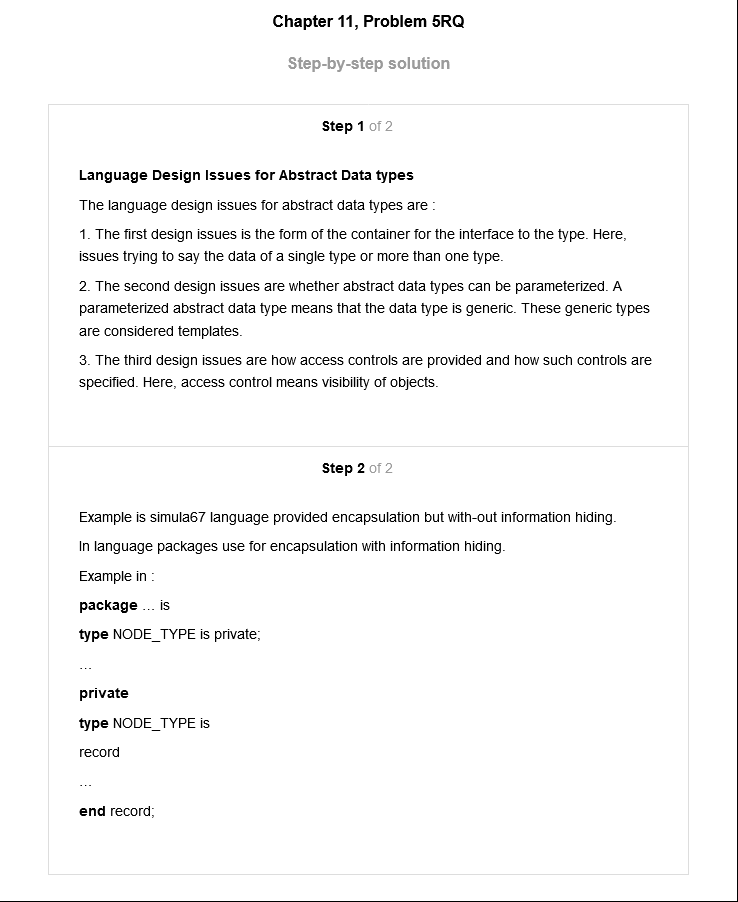 Chapter 11, Problem 5RQ
Step-by-step solution
Step 1 of 2
Language Design Issues for Abstract Data types
The language design issues for abstract data types are :
1. The first design issues is the form of the container for the interface to the type. Here,
issues trying to say the data of a single type or more than one type.
2. The second design issues are whether abstract data types can be parameterized. A
parameterized abstract data type means that the data type is generic. These generic types
are considered templates.
3. The third design issues are how access controls are provided and how such controls are
specified. Here, access control means visibility of objects.
Step 2 of 2
Example is simula67 language provided encapsulation but with-out information hiding.
In language packages use for encapsulation with information hiding.
Example in :
package ... is
type NODE_TYPE is private;
...
private
type NODE_TYPE is
record
...
end record;